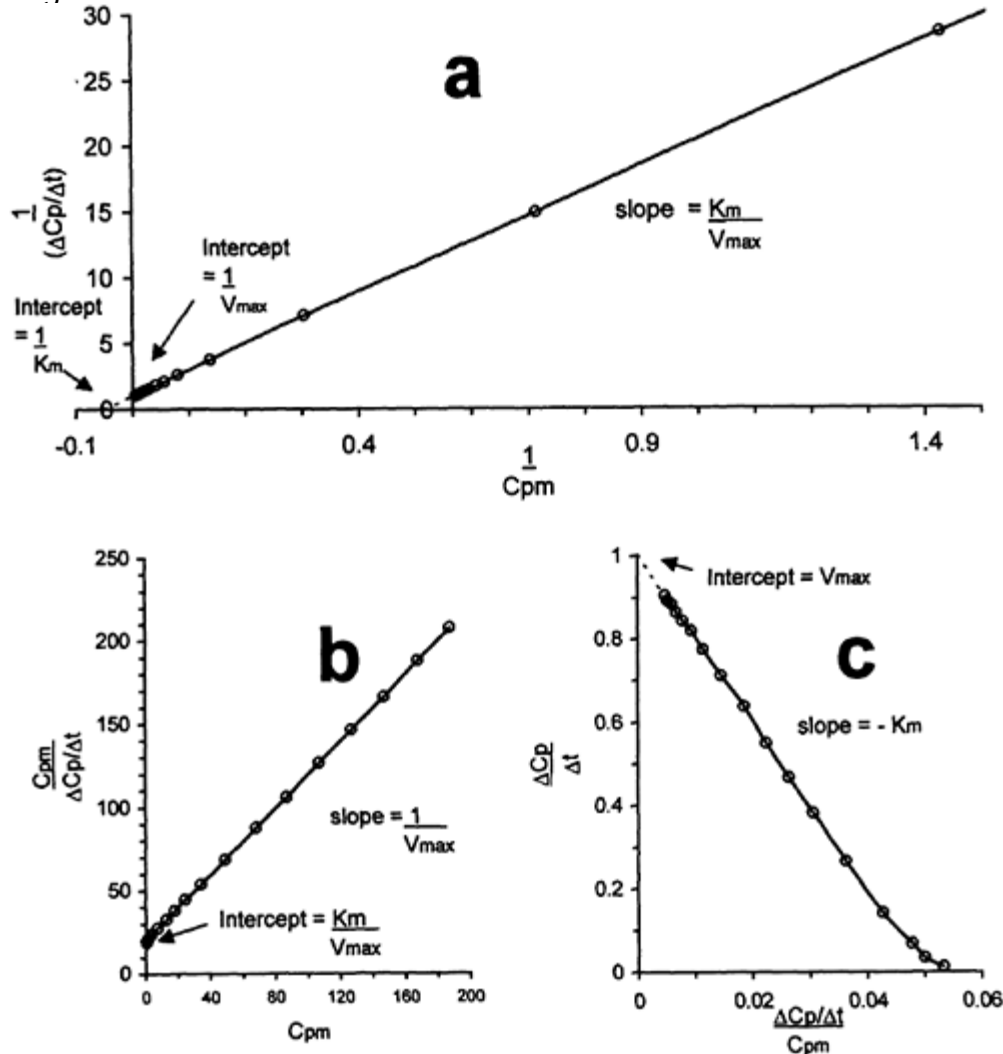 30
25
20
15
10
5
0
1
(ΔCp/Δt)
a
Intercept
= 1
Vmax
Intercept
= 1
Km
slope = Km
Vmax
-0.1
0.4
0.9
1.4
1
Cpm
250
200
150
100
50
0
Cpm
ΔCp/Δt
b
slope = 1
Vmax
Intercept = Km
Vmax
0 40 80 120 160 200
Cpm
1
0.8
0.6
0.4
0.2
0
ΔCp
Δt
Intercept = Vmax
c
slope = - Km
0 0.02 0.04 0.06
ΔCp/Δt
Cpm